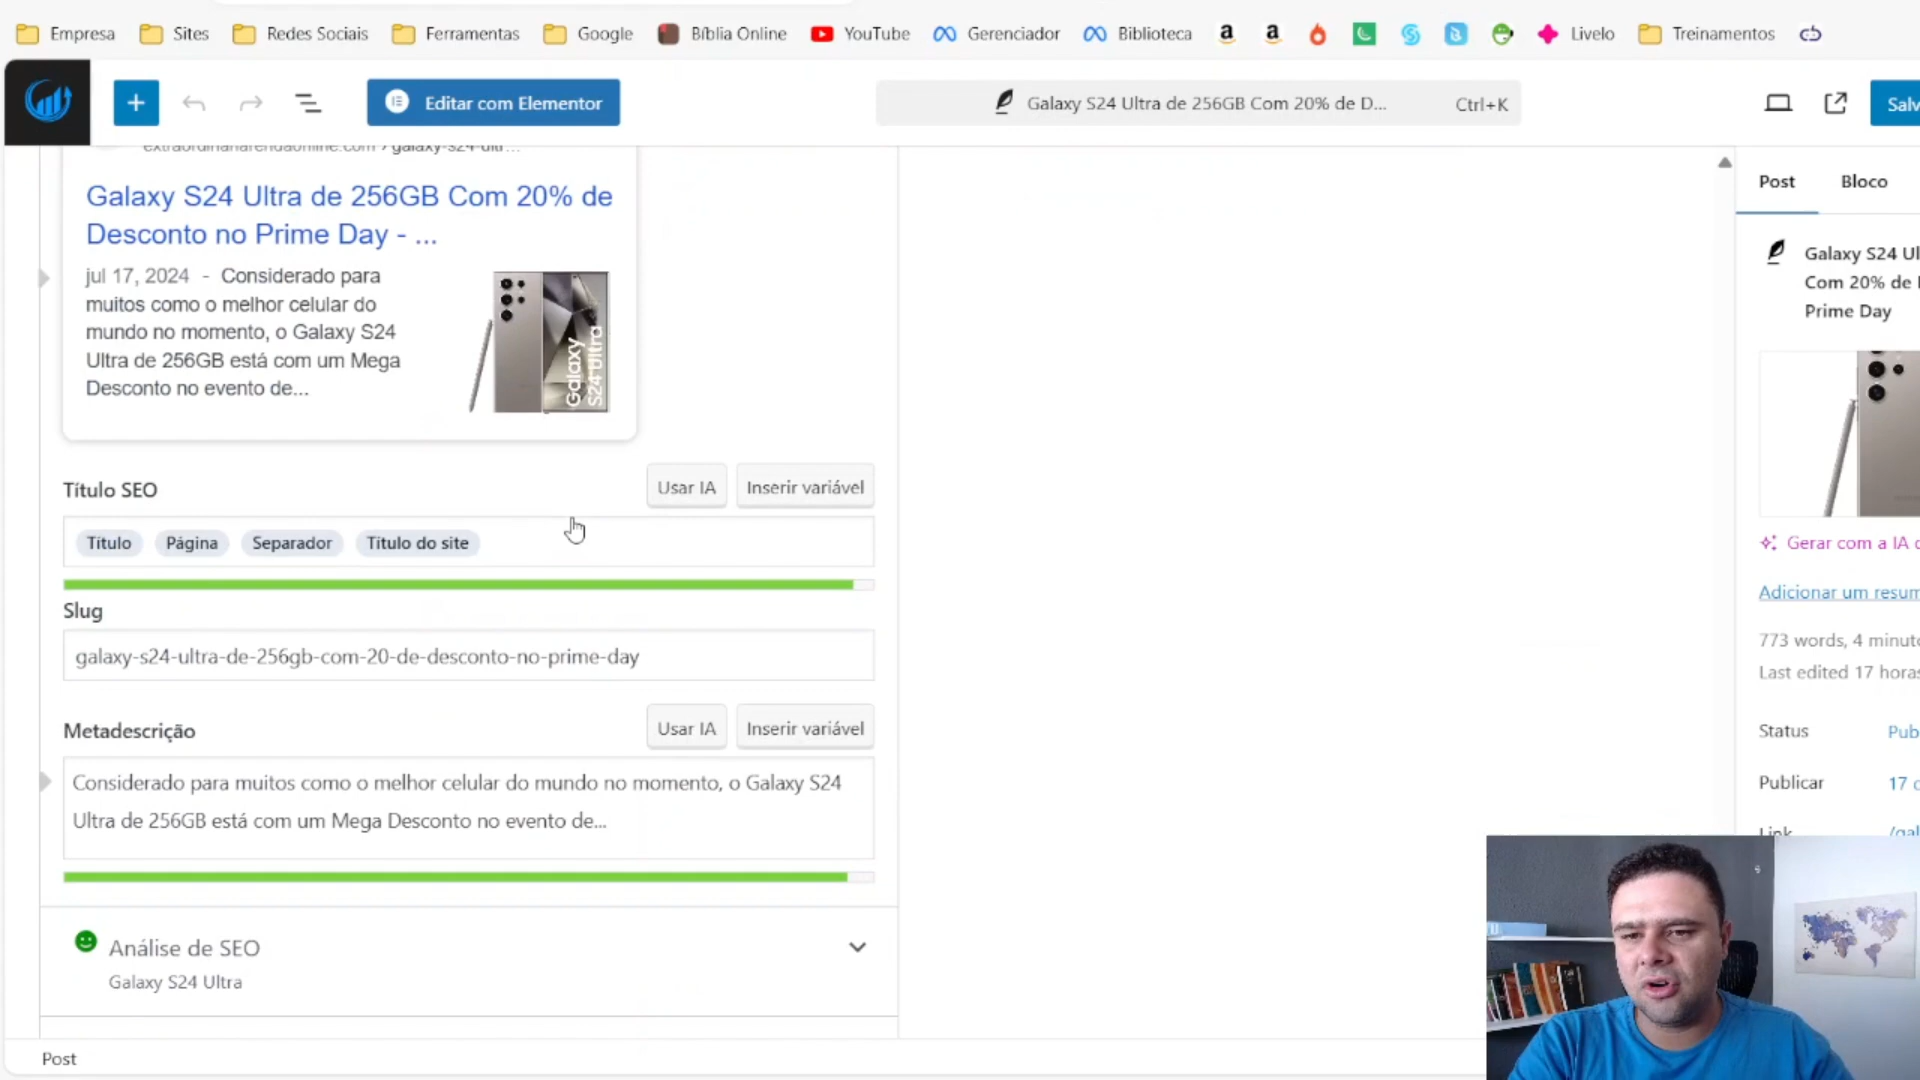 Empresa Sites Redes Sociais Ferramentas Google Bíblia Online YouTube Gerenciador Biblioteca Livelo Treinamentos
Editar com Elementor
Galaxy S24 Ultra de 256GB Com 20% de D... Ctrl+K
Salv
Galaxy S24 Ultra de 256GB Com 20% de
Desconto no Prime Day - ...
jul 17, 2024 - Considerado para
muitos como o melhor celular do
mundo no momento, o Galaxy S24
Ultra de 256GB está com um Mega
Desconto no evento de...
Galaxy
S24 Ultra
Título SEO
Usar IA Inserir variável
Título Página Separador Título do site
Slug
galaxy-s24-ultra-de-256gb-com-20-de-desconto-no-prime-day
Metadescrição
Usar IA Inserir variável
Considerado para muitos como o melhor celular do mundo no momento, o Galaxy S24
Ultra de 256GB está com um Mega Desconto no evento de...
Análise de SEO
Galaxy S24 Ultra
Post
Post Bloco
Galaxy S24 Ul
Com 20% de
Prime Day
Gerar com a IA
Adicionar um resum
773 words, 4 minuto
Last edited 17 horas
Status Pub
Publicar 17
Link /gal